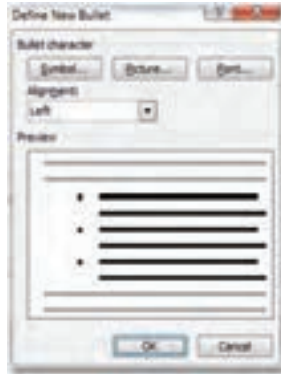 Define New Bullet
Bullet character
Symbol... Picture... Font...
Alignment:
Left
Preview
OK Cancel